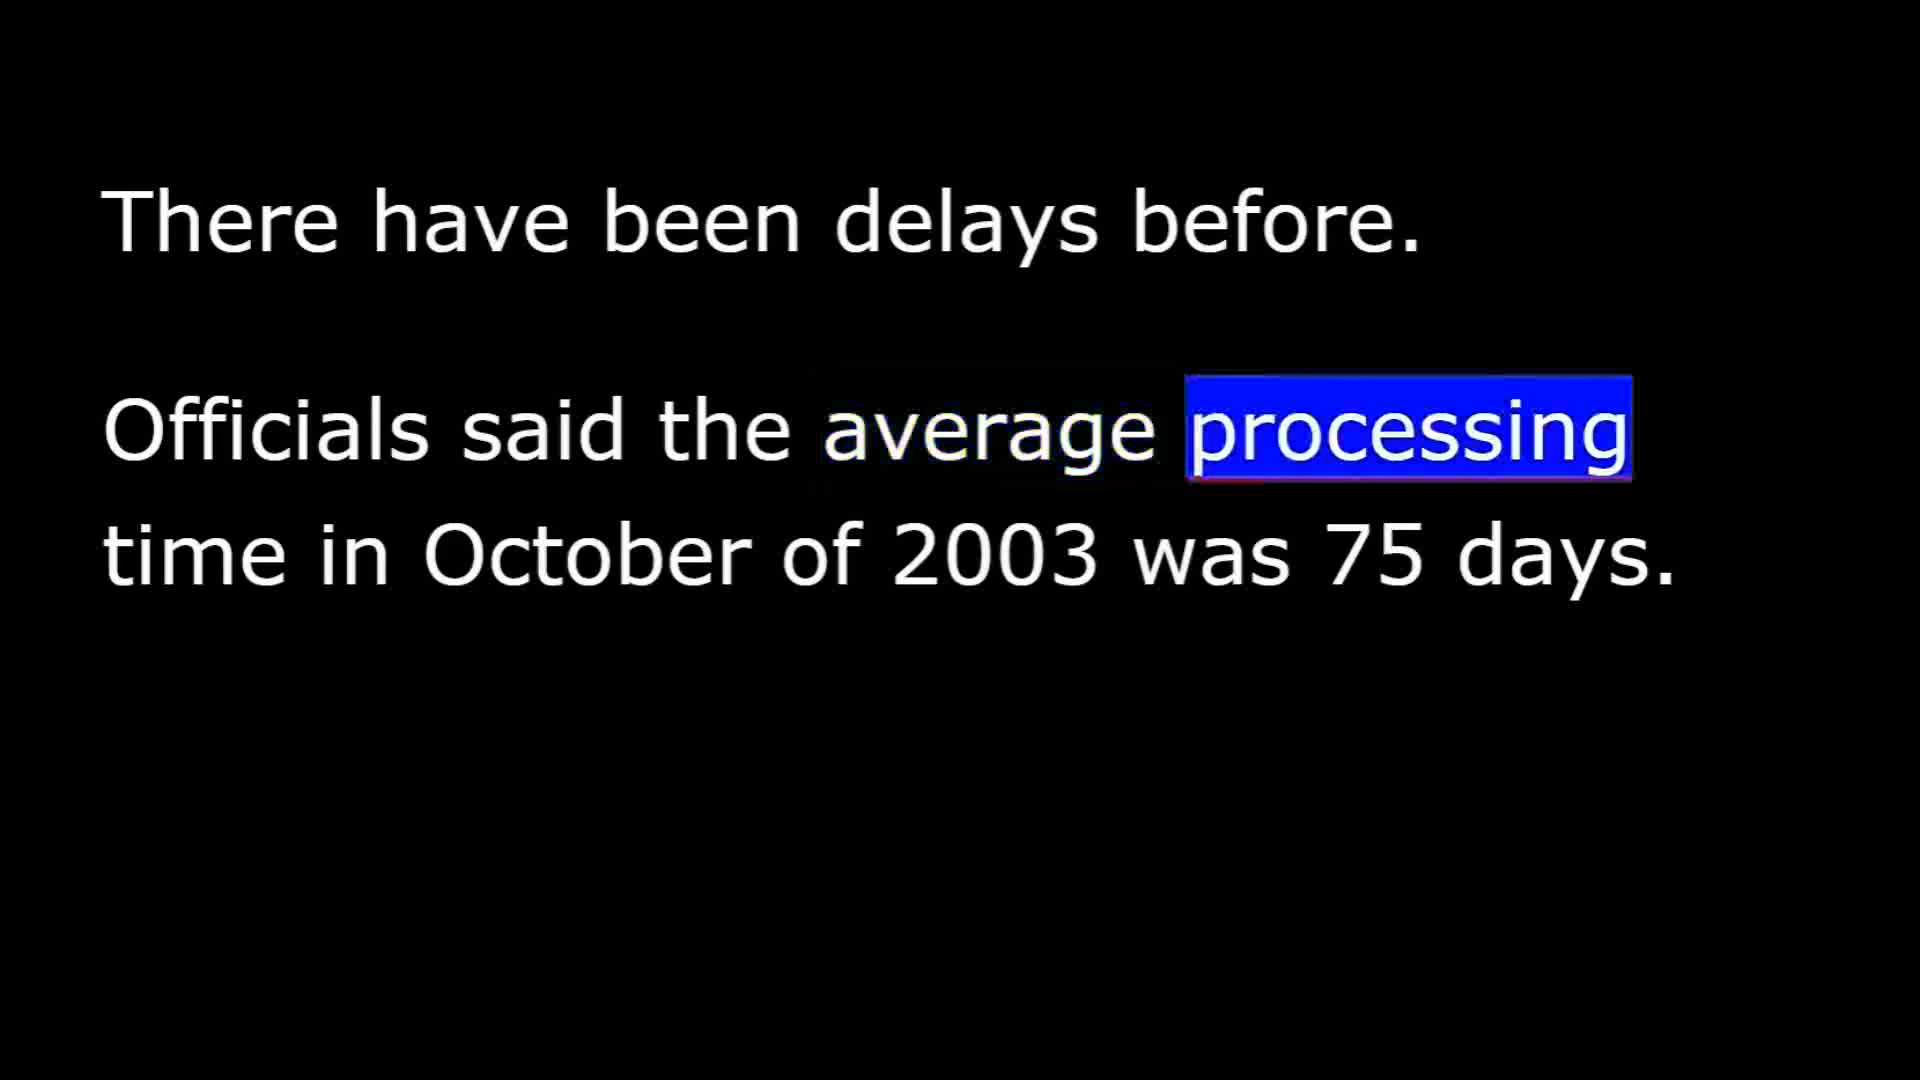 There have been delays before.
Officials said the average processing
time in October of 2003 was 75 days.